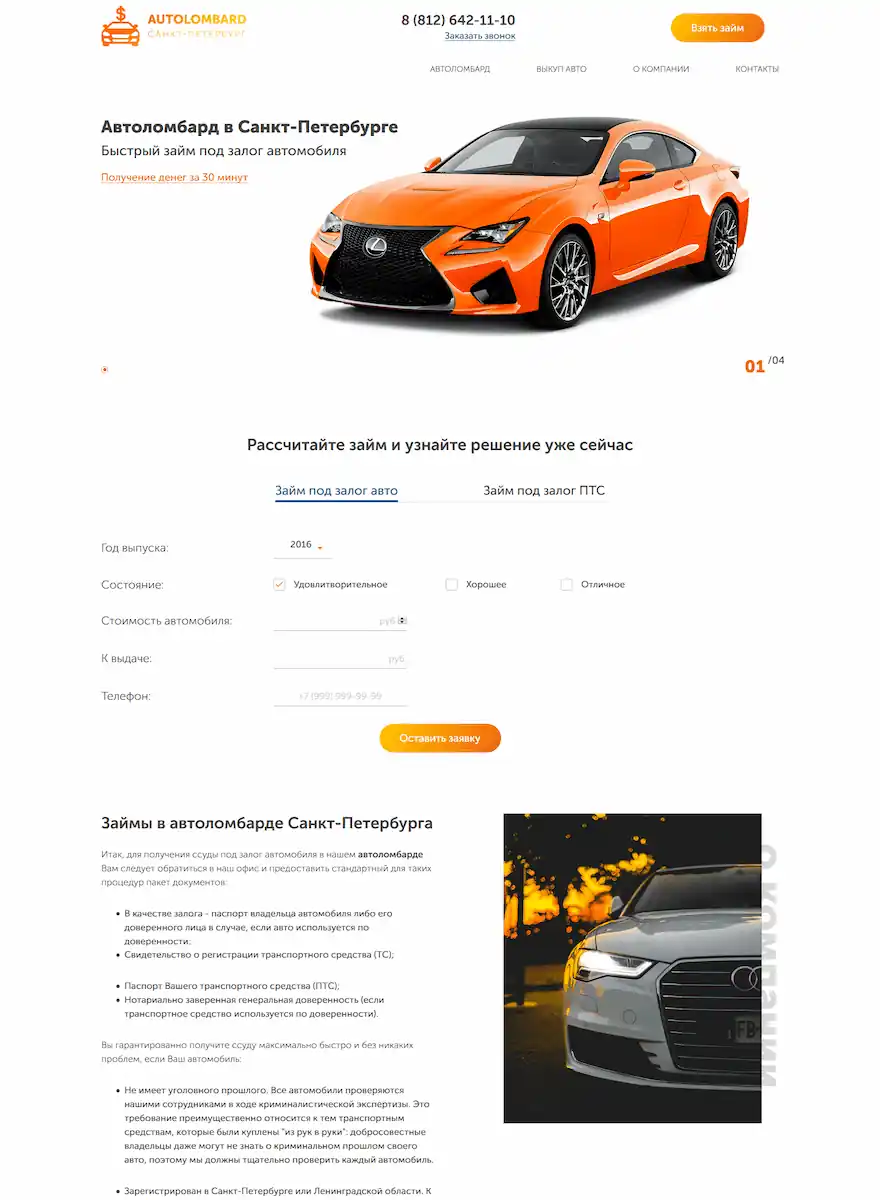 AUTOLOMBARD
САНКТ-ПЕТЕРБУРГ
8 (812) 642-11-10
Заказать звонок
Взять займ
АВТОЛОМБАРД
ВЫКУП АВТО
О КОМПАНИИ
КОНТАКТЫ
Автоломбард в Санкт-Петербурге
Быстрый займ под залог автомобиля
Получение денег за 30 минут
01 /04
Рассчитайте займ и узнайте решение уже сейчас
Займ под залог авто
Займ под залог ПТС
Год выпуска:
2016
Состояние:
Удовлитворительное
Хорошее
Отличное
Стоимость автомобиля:
руб
К выдаче:
руб
Телефон:
+7 (999) 999-99-99
Оставить заявку
Займы в автоломбарде Санкт-Петербурга
Итак, для получения ссуды под залог автомобиля в нашем автоломбарде
Вам следует обратиться в наш офис и предоставить стандартный для таких
процедур пакет документов:
• В качестве залога - паспорт владельца автомобиля либо его
доверенного лица в случае, если авто используется по
доверенности;
• Свидетельство о регистрации транспортного средства (ТС);
• Паспорт Вашего транспортного средства (ПТС);
• Нотариально заверенная генеральная доверенность (если
транспортное средство используется по доверенности).
Вы гарантированно получите ссуду максимально быстро и без никаких
проблем, если Ваш автомобиль:
• Не имеет уголовного прошлого. Все автомобили проверяются
нашими сотрудниками в ходе криминалистической экспертизы. Это
требование преимущественно относится к тем транспортным
средствам, которые были куплены "из рук в руки": добросовестные
владельцы даже могут не знать о криминальном прошлом своего
авто, поэтому мы должны тщательно проверить каждый автомобиль.
• Зарегистрирован в Санкт-Петербурге или Ленинградской области. К
О компании